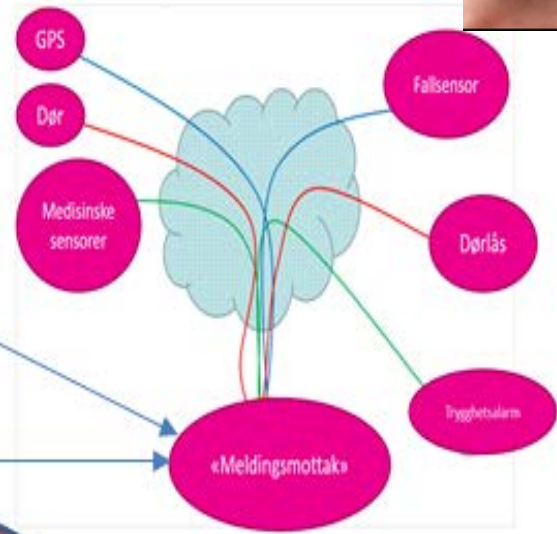 GPS
Dør
Medisinske
sensorer
Fallsensor
Dørlås
Trygghetsalarm
«Meldingsmottak»